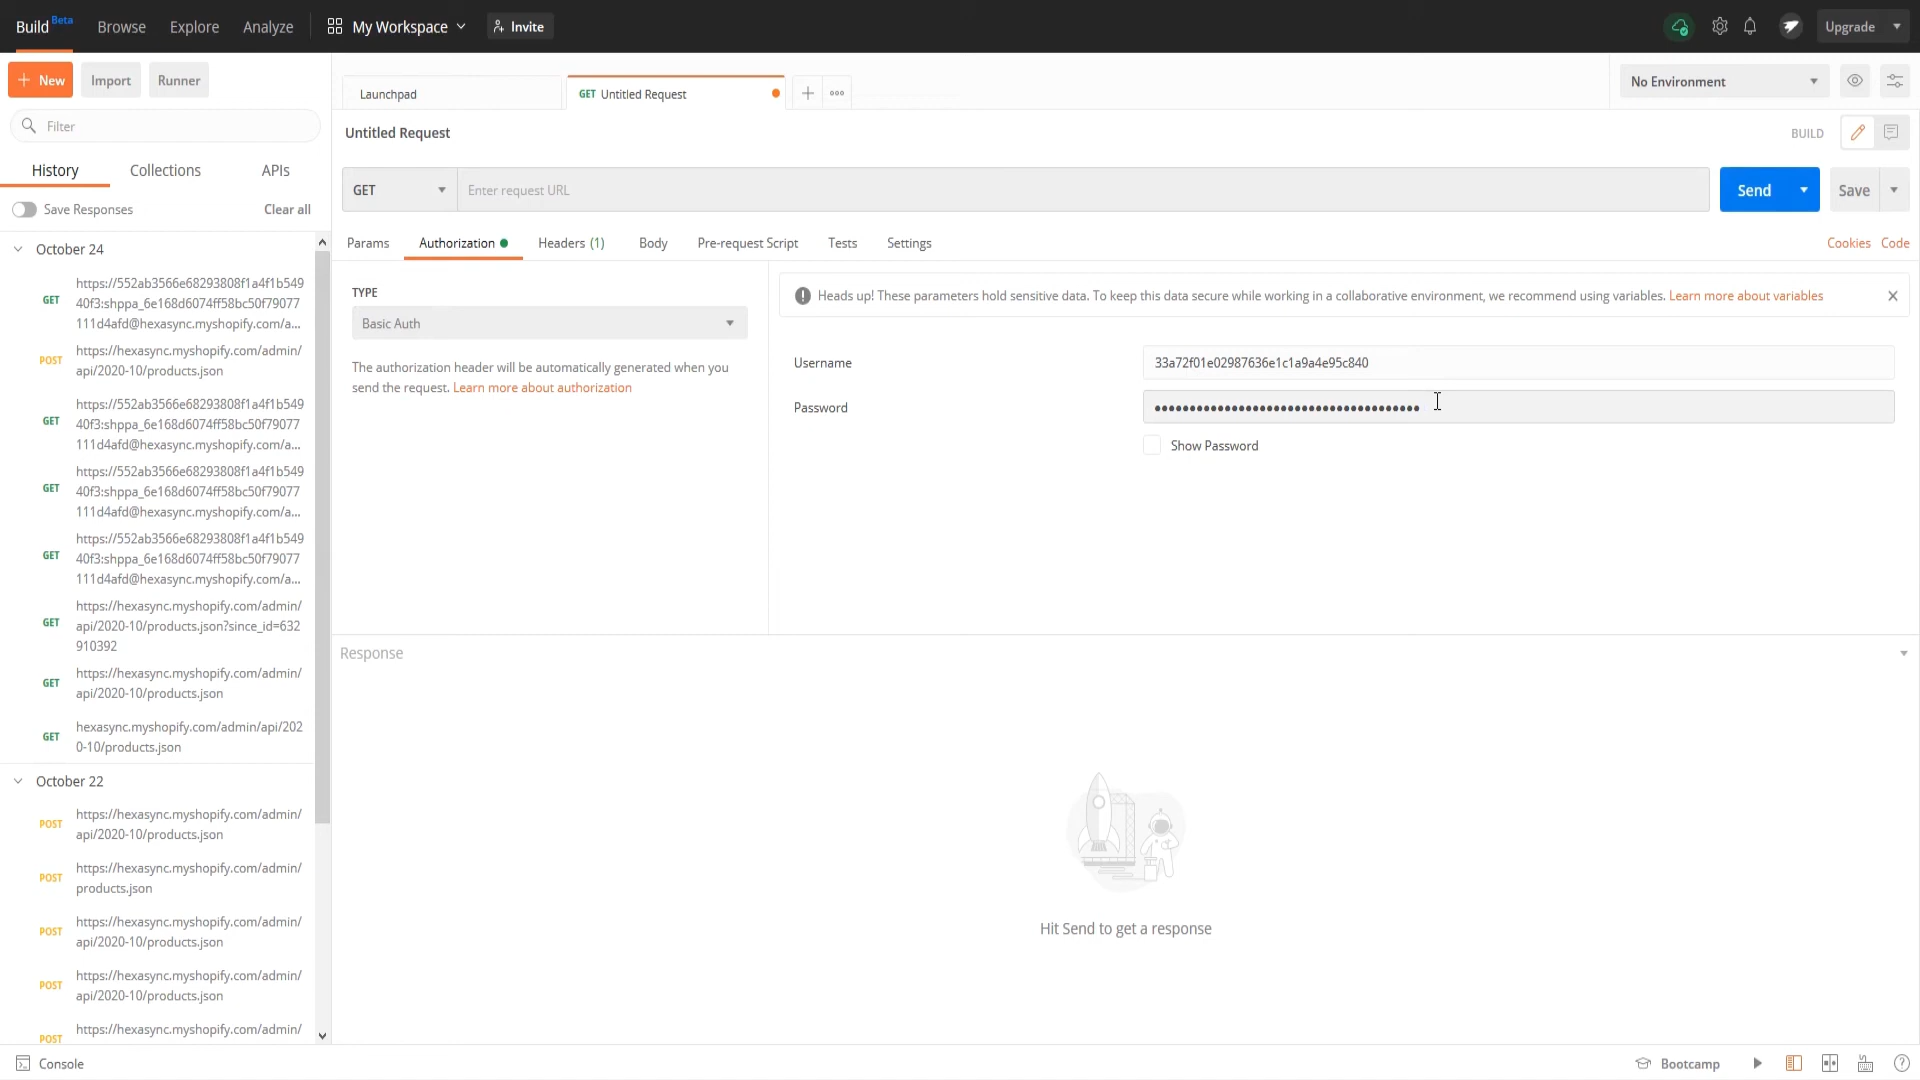 Build Beta Browse Explore Analyze My Workspace Invite Upgrade
New Import Runner
Launchpad GET Untitled Request No Environment
Filter
Untitled Request BUILD
History Collections APIs
GET Enter request URL Send Save
Save Responses Clear all
Params Authorization Headers (1) Body Pre-request Script Tests Settings Cookies Code
October 24
GET https://552ab3566e68293808f1a4f1b549
40f3:shppa_6e168d6074ff58bc50f79077
111d4afd@hexasync.myshopify.com/a...
POST https://hexasync.myshopify.com/admin/
api/2020-10/products.json
GET https://552ab3566e68293808f1a4f1b549
40f3:shppa_6e168d6074ff58bc50f79077
111d4afd@hexasync.myshopify.com/a...
GET https://552ab3566e68293808f1a4f1b549
40f3:shppa_6e168d6074ff58bc50f79077
111d4afd@hexasync.myshopify.com/a...
GET https://552ab3566e68293808f1a4f1b549
40f3:shppa_6e168d6074ff58bc50f79077
111d4afd@hexasync.myshopify.com/a...
GET https://hexasync.myshopify.com/admin/
api/2020-10/products.json?since_id=632
910392
GET https://hexasync.myshopify.com/admin/
api/2020-10/products.json
GET hexasync.myshopify.com/admin/api/202
0-10/products.json
October 22
POST https://hexasync.myshopify.com/admin/
api/2020-10/products.json
POST https://hexasync.myshopify.com/admin/
products.json
POST https://hexasync.myshopify.com/admin/
api/2020-10/products.json
POST https://hexasync.myshopify.com/admin/
api/2020-10/products.json
POST https://hexasync.myshopify.com/admin/
TYPE
Basic Auth
The authorization header will be automatically generated when you
send the request. Learn more about authorization
Heads up! These parameters hold sensitive data. To keep this data secure while working in a collaborative environment, we recommend using variables. Learn more about variables
Username 33a72f01e02987636e1c1a9a4e95c840
Password ••••••••••••••••••••••••••••••••••••••
Show Password
Response
Hit Send to get a response
Console Bootcamp